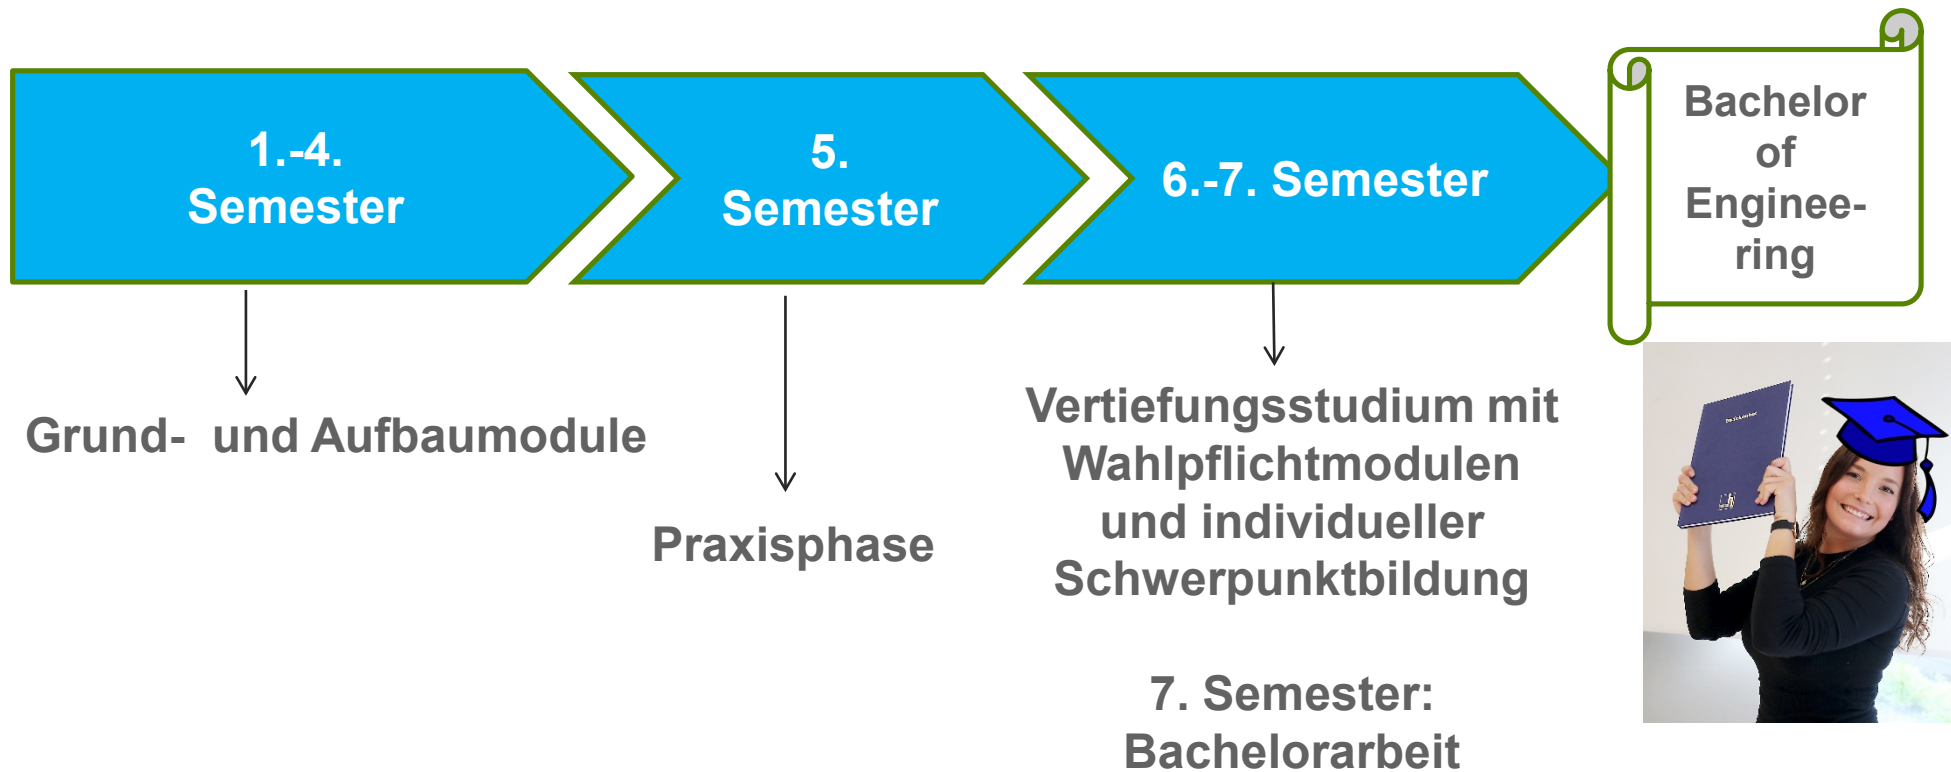 1.-4.
Semester
5.
Semester
6.-7. Semester
Bachelor
of
Enginee-
ring
Grund- und Aufbaumodule
Praxisphase
Vertiefungsstudium mit
Wahlpflichtmodulen
und individueller
Schwerpunktbildung
7. Semester:
Bachelorarbeit